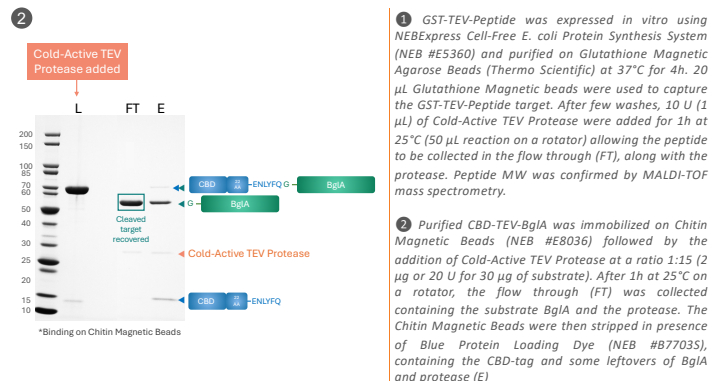 2
Cold-Active TEV
Protease added
L FT E
200
150
100
85
70
60
50
40
30
25
20
15
10
CBD -ENLYFQ G - BglA
G - BglA
Cleaved
target
recovered
Cold-Active TEV Protease
CBD -ENLYFQ
*Binding on Chitin Magnetic Beads
1 GST-TEV-Peptide was expressed in vitro using
NEBExpress Cell-Free E. coli Protein Synthesis System
(NEB #E5360) and purified on Glutathione Magnetic
Agarose Beads (Thermo Scientific) at 37°C for 4h. 20
µL Glutathione Magnetic beads were used to capture
the GST-TEV-Peptide target. After few washes, 10 U (1
µL) of Cold-Active TEV Protease were added for 1h at
25°C (50 µL reaction on a rotator) allowing the peptide
to be collected in the flow through (FT), along with the
protease. Peptide MW was confirmed by MALDI-TOF
mass spectrometry.
2 Purified CBD-TEV-BglA was immobilized on Chitin
Magnetic Beads (NEB #E8036) followed by the
addition of Cold-Active TEV Protease at a ratio 1:15 (2
µg or 20 U for 30 µg of substrate). After 1h at 25°C on
a rotator, the flow through (FT) was collected
containing the substrate BglA and the protease. The
Chitin Magnetic Beads were then stripped in presence
of Blue Protein Loading Dye (NEB #B7703S),
containing the CBD-tag and some leftovers of BglA
and protease (E)